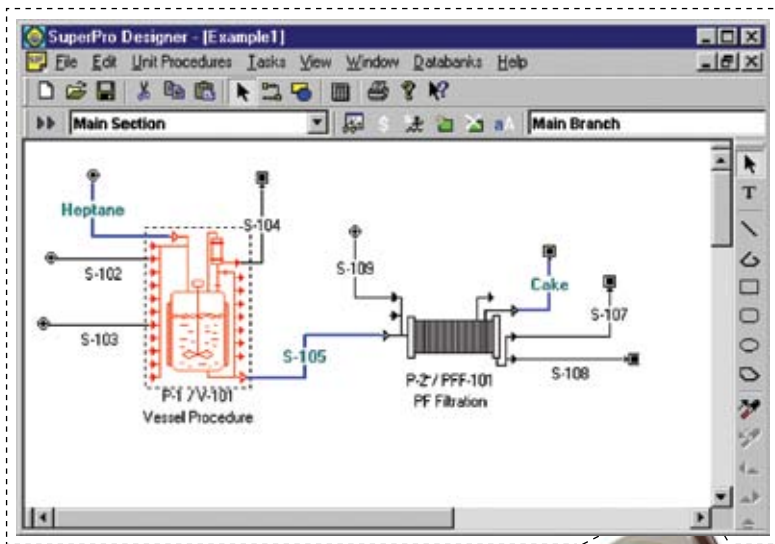 SuperPro Designer - [Example1]
File Edit Unit Procedures Tasks View Window Databanks Help
Main Section
Main Branch
T
Heptane
S-104
S-102
S-103
S-109
Cake
S-107
S-105
S-108
P-1 / V-101
Vessel Procedure
P-2 / PFF-101
PF Filtration